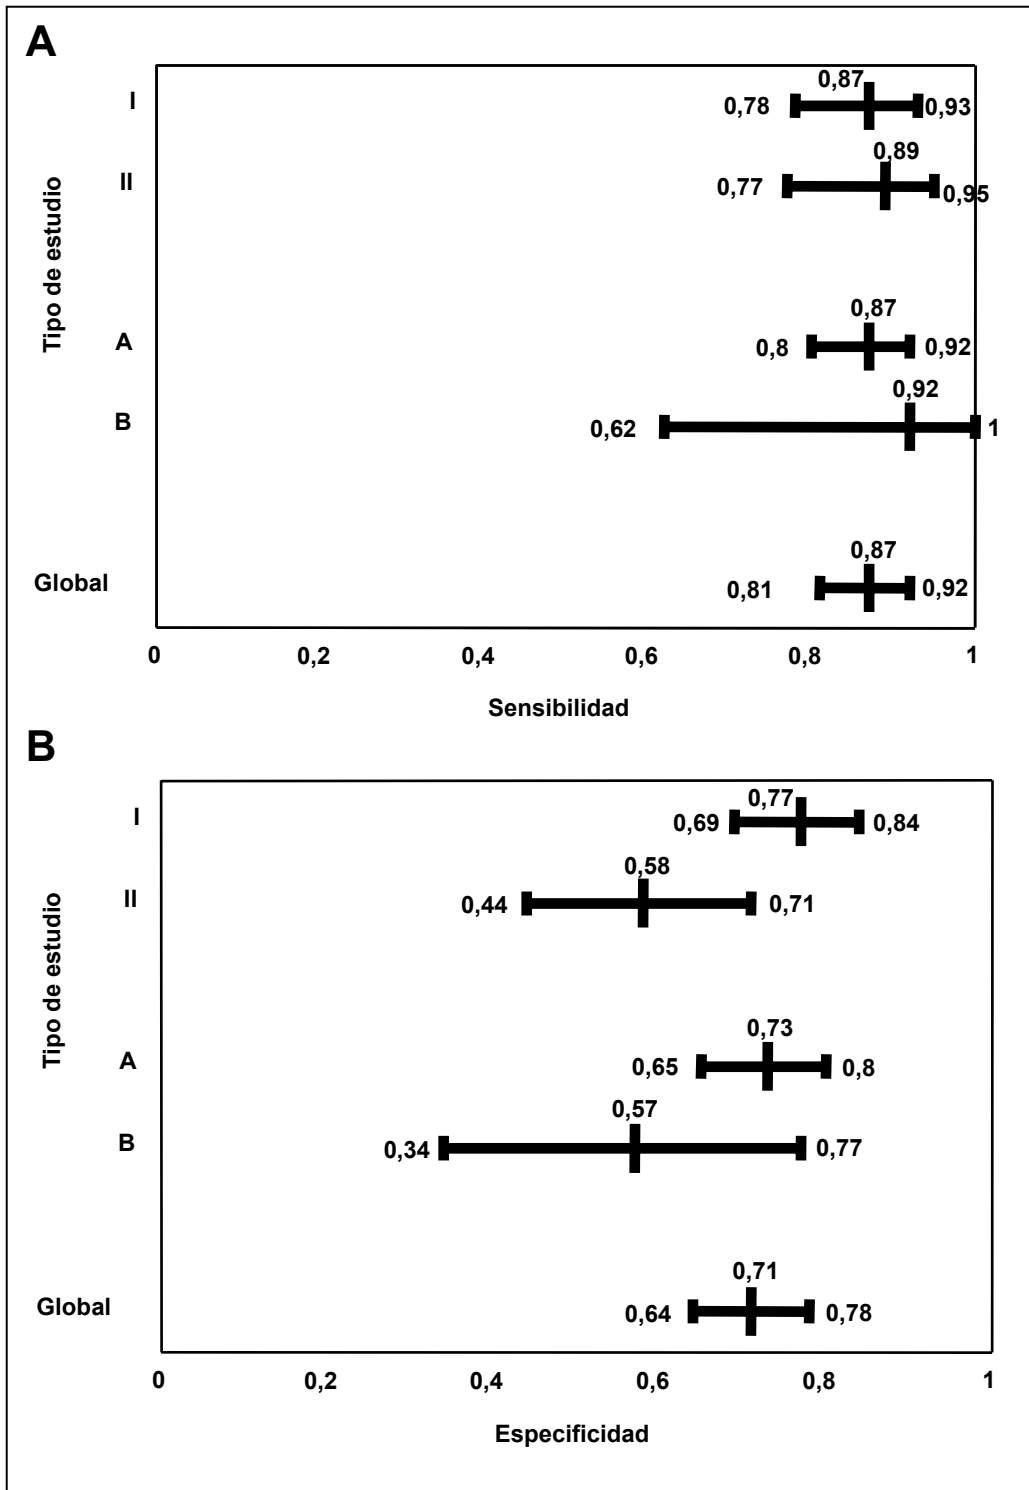 A
I
0,87
0,78
0,93
II
0,89
0,77
0,95
Tipo de estudio
A
0,87
0,8
0,92
B
0,92
0,62
1
Global
0,87
0,81
0,92
0 0,2 0,4 0,6 0,8 1
Sensibilidad
B
I
0,77
0,69
0,84
II
0,58
0,44
0,71
Tipo de estudio
A
0,73
0,65
0,8
B
0,57
0,34
0,77
Global
0,71
0,64
0,78
0 0,2 0,4 0,6 0,8 1
Especificidad